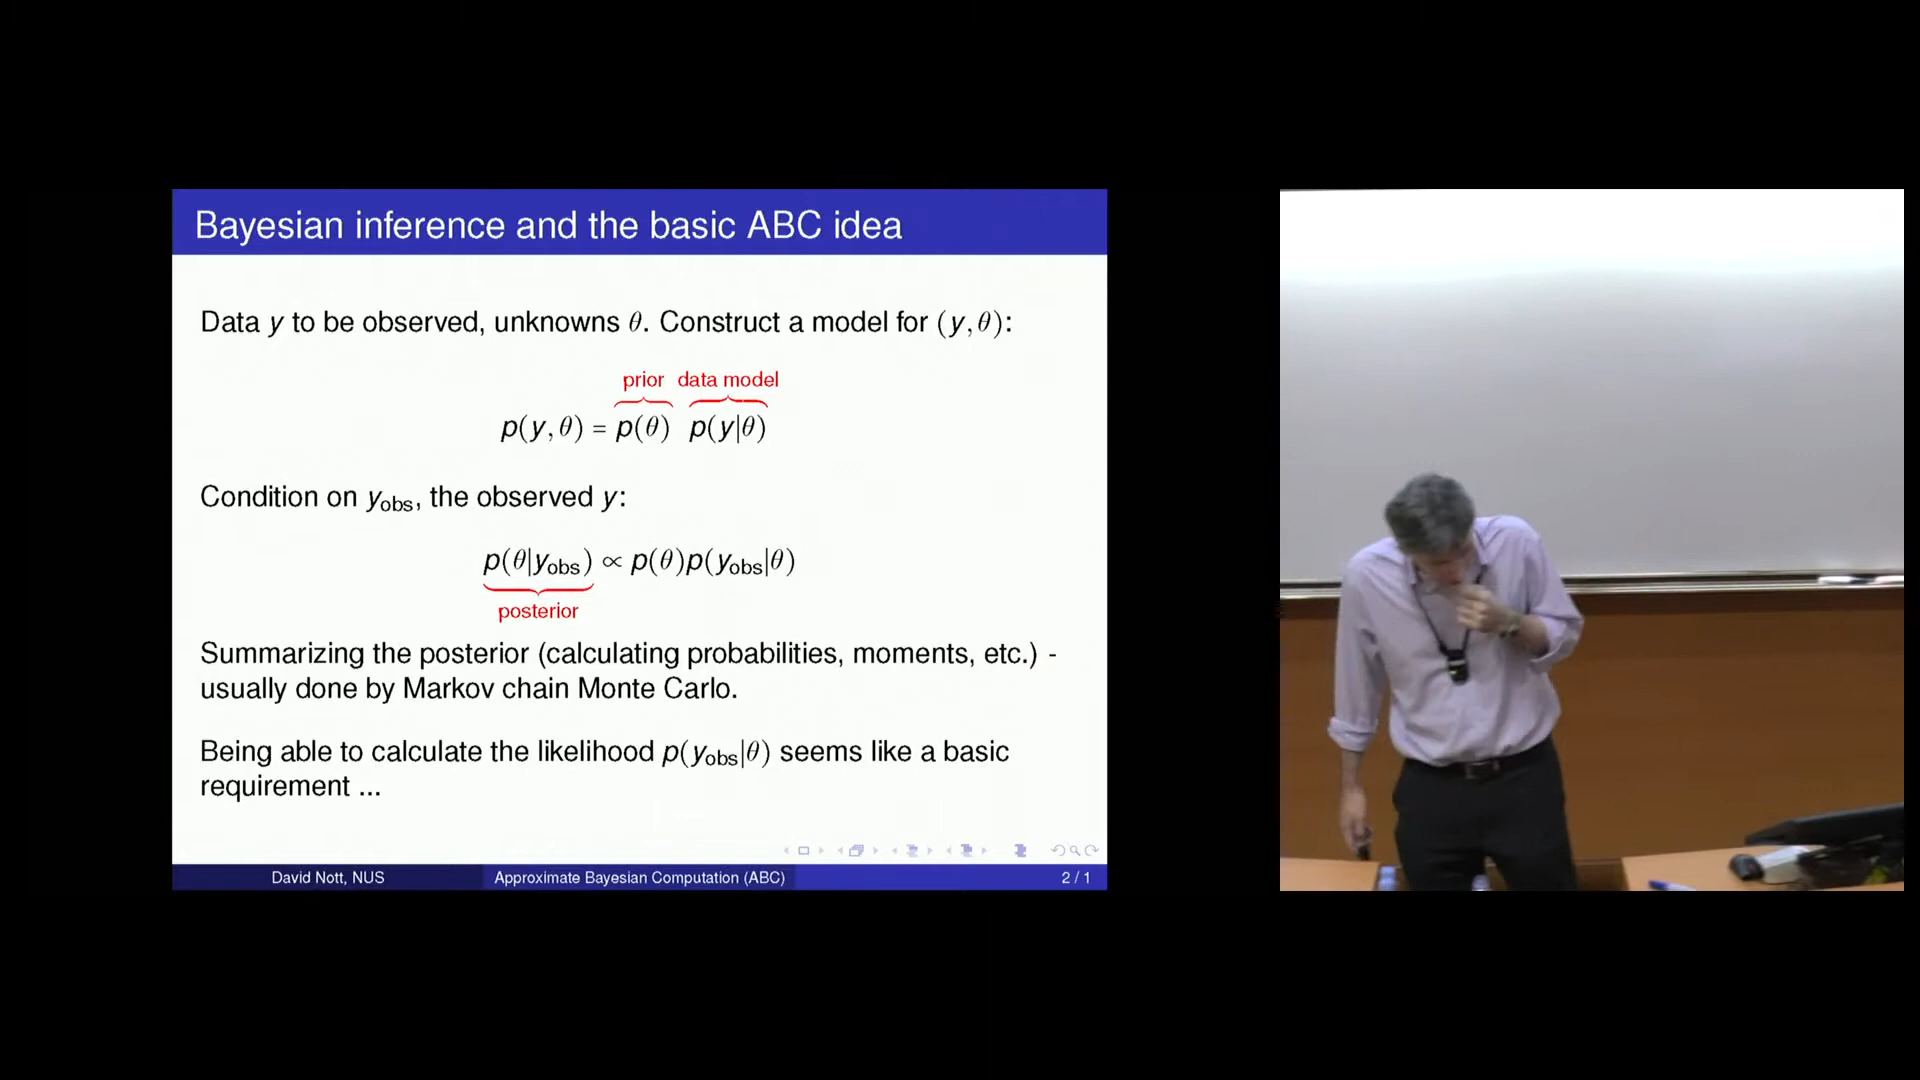 Bayesian inference and the basic ABC idea
Data y to be observed, unknowns θ. Construct a model for (y, θ):
prior data model
p(y, θ) = p(θ) p(y|θ)
Condition on y_obs, the observed y:
p(θ|y_obs) ∝ p(θ)p(y_obs|θ)
posterior
Summarizing the posterior (calculating probabilities, moments, etc.) -
usually done by Markov chain Monte Carlo.
Being able to calculate the likelihood p(y_obs|θ) seems like a basic
requirement ...
David Nott, NUS Approximate Bayesian Computation (ABC) 2 / 1